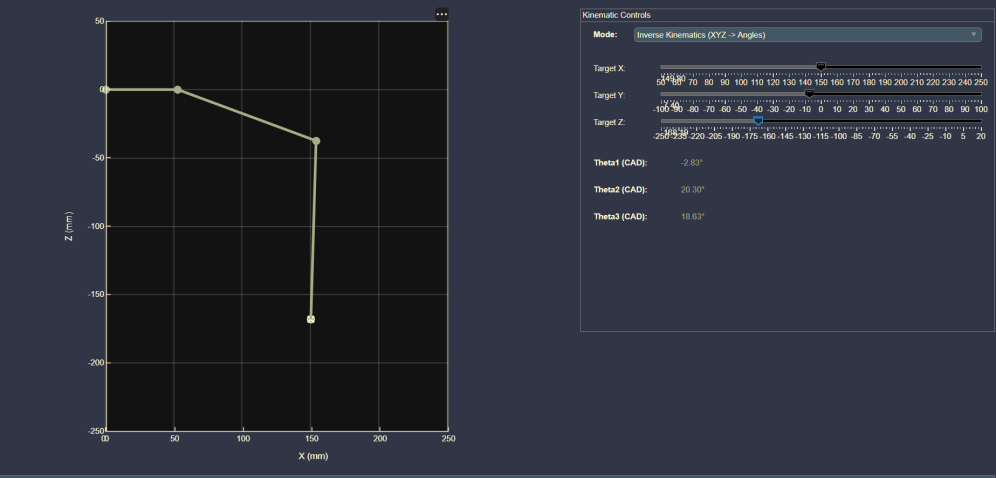 Kinematic Controls
Mode: Inverse Kinematics (XYZ -> Angles)
Target X:
50 60 70 80 90 100 110 120 130 140 150 160 170 180 190 200 210 220 230 240 250
Target Y:
-100 -90 -80 -70 -60 -50 -40 -30 -20 -10 0 10 20 30 40 50 60 70 80 90 100
Target Z:
-250 -235 -220 -205 -190 -175 -160 -145 -130 -115 -100 -85 -70 -55 -40 -25 -10 5 20
Theta1 (CAD): -2.83°
Theta2 (CAD): 20.30°
Theta3 (CAD): 18.63°
50
0
-50
-100
-150
-200
-250
Z (mm)
0 50 100 150 200 250
X (mm)